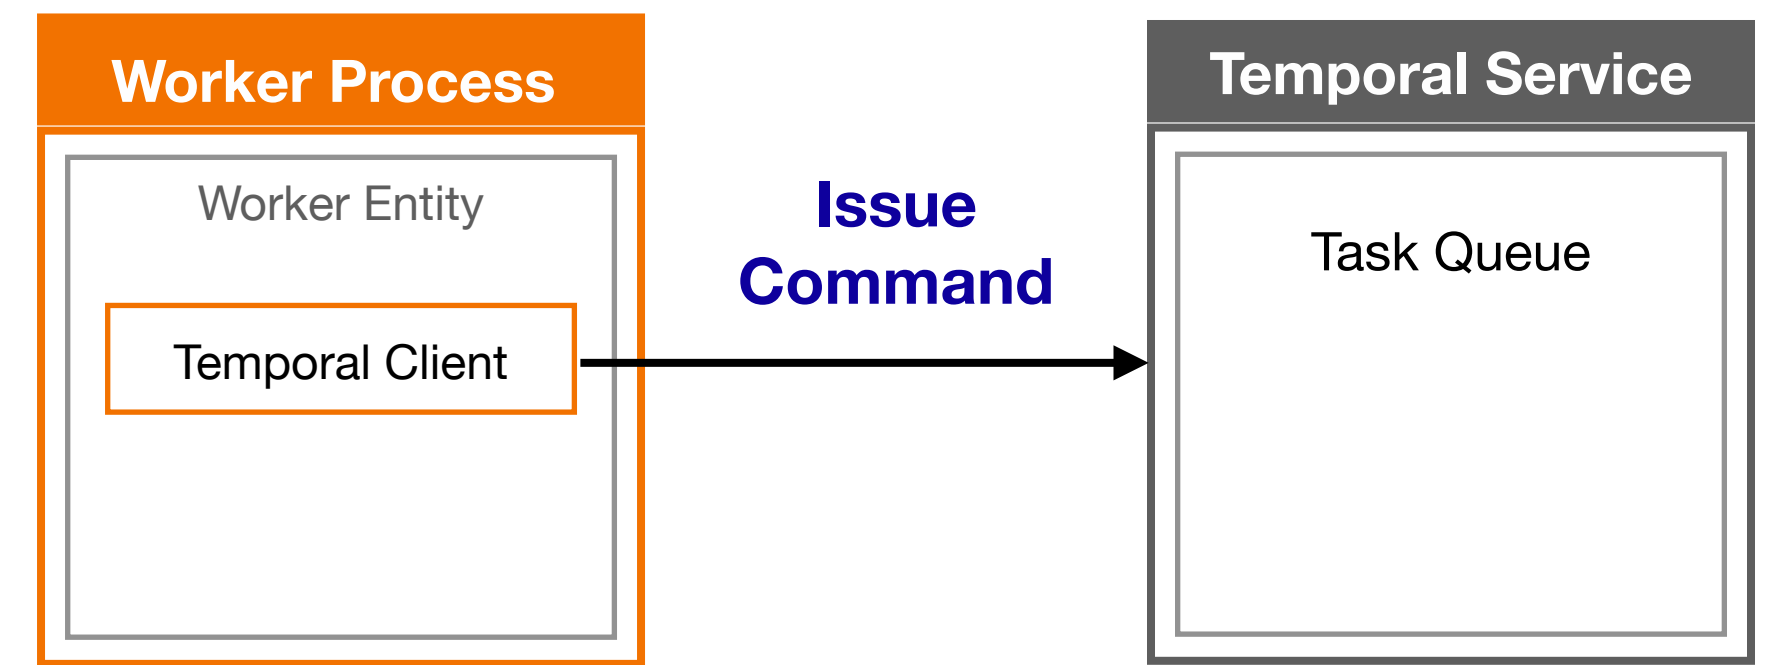 Worker Process
Worker Entity
Temporal Client
Issue
Command
Temporal Service
Task Queue